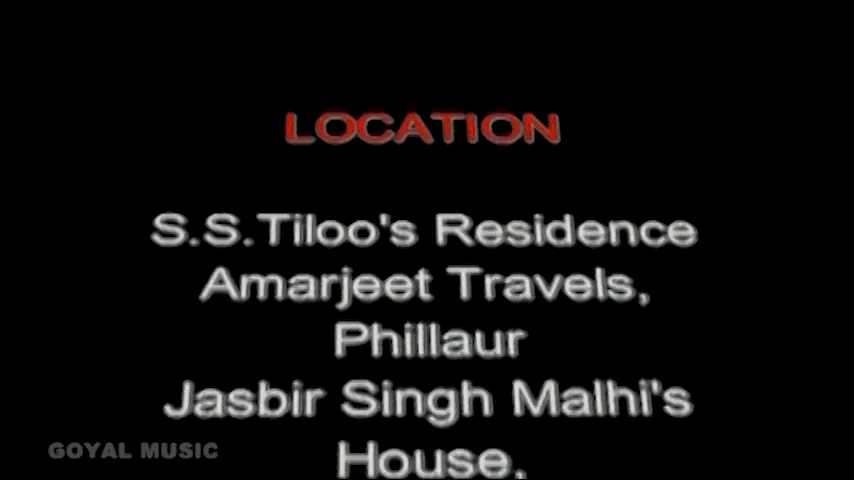 LOCATION
S.S.Tiloo's Residence
Amarjeet Travels,
Phillaur
Jasbir Singh Malhi's
House,
GOYAL MUSIC